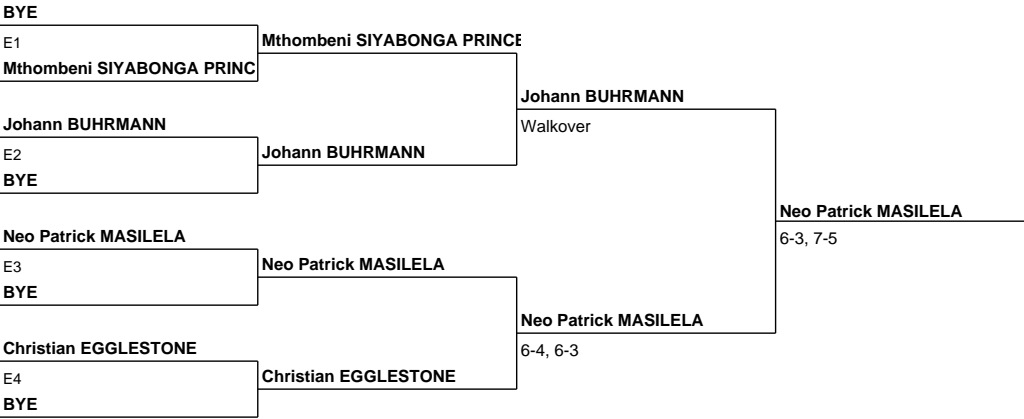 BYE
E1
Mthombeni SIYABONGA PRINC
Mthombeni SIYABONGA PRINCE
Johann BUHRMANN
Walkover
Johann BUHRMANN
E2
BYE
Johann BUHRMANN
Neo Patrick MASILELA
6-3, 7-5
Neo Patrick MASILELA
E3
BYE
Neo Patrick MASILELA
Neo Patrick MASILELA
6-4, 6-3
Christian EGGLESTONE
E4
BYE
Christian EGGLESTONE